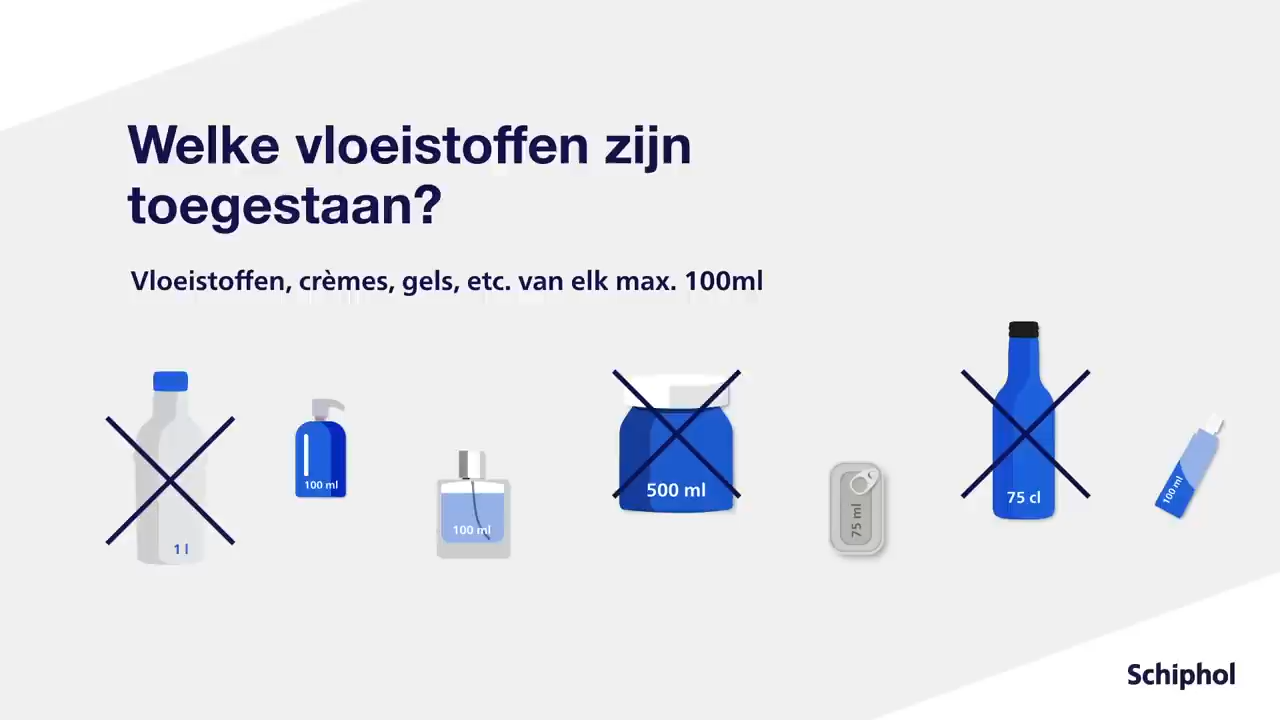 Welke vloeistoffen zijn
toegestaan?
Vloeistoffen, crèmes, gels, etc. van elk max. 100ml
1 l
100 ml
100 ml
500 ml
75 ml
75 cl
100 ml
Schiphol